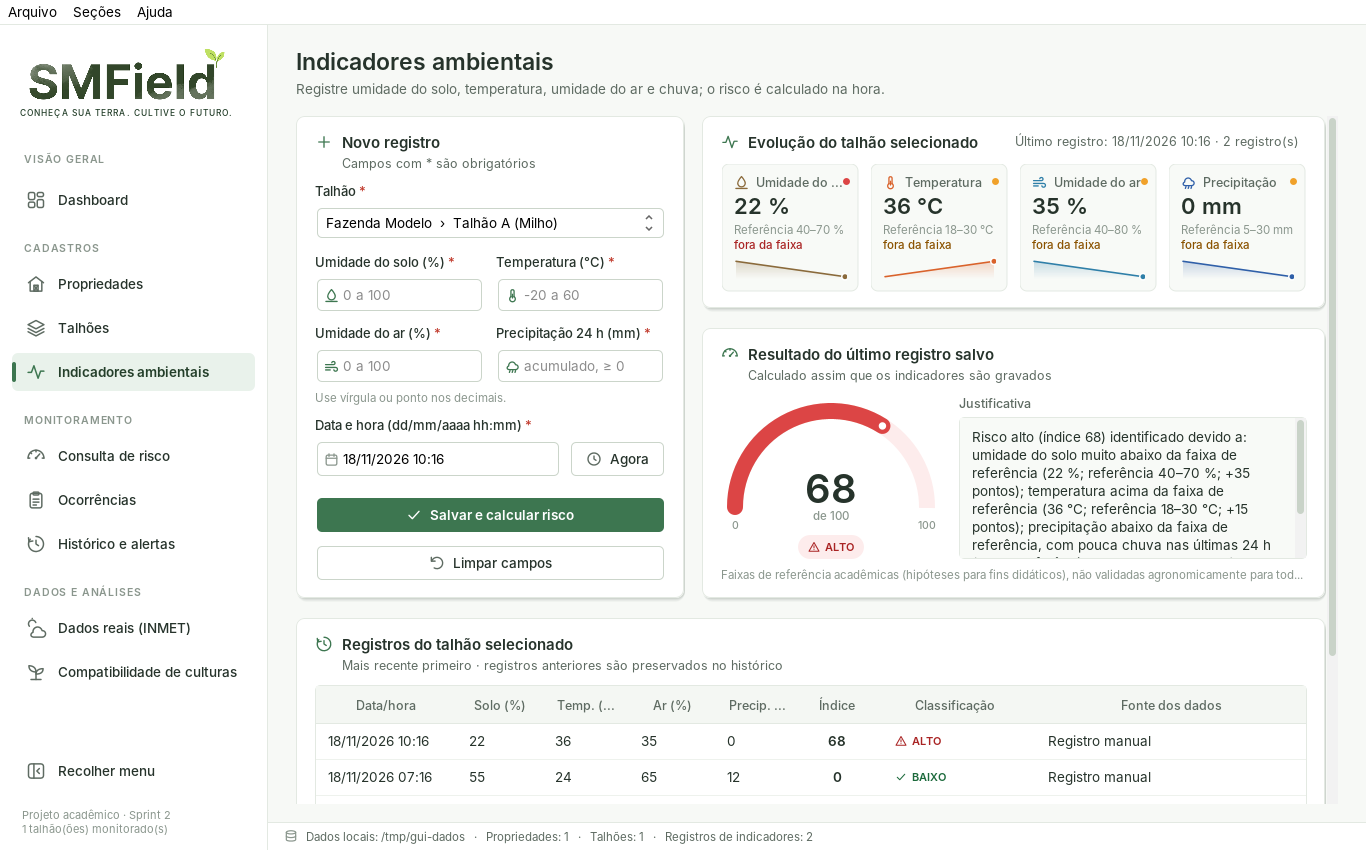 Arquivo Seções Ajuda
SMField
CONHEÇA SUA TERRA. CULTIVE O FUTURO.
VISÃO GERAL
Dashboard
CADASTROS
Propriedades
Talhões
Indicadores ambientais
MONITORAMENTO
Consulta de risco
Ocorrências
Histórico e alertas
DADOS E ANÁLISES
Dados reais (INMET)
Compatibilidade de culturas
Recolher menu
Projeto acadêmico · Sprint 2
1 talhão(ões) monitorado(s)
Indicadores ambientais
Registre umidade do solo, temperatura, umidade do ar e chuva; o risco é calculado na hora.
Novo registro
Campos com * são obrigatórios
Talhão *
Fazenda Modelo › Talhão A (Milho)
Umidade do solo (%) * Temperatura (°C) *
0 a 100 -20 a 60
Umidade do ar (%) * Precipitação 24 h (mm) *
0 a 100 acumulado, ≥ 0
Use vírgula ou ponto nos decimais.
Data e hora (dd/mm/aaaa hh:mm) *
18/11/2026 10:16 Agora
Salvar e calcular risco
Limpar campos
Evolução do talhão selecionado Último registro: 18/11/2026 10:16 · 2 registro(s)
Umidade do ... Temperatura Umidade do ar Precipitação
22 % 36 °C 35 % 0 mm
Referência 40–70 % Referência 18–30 °C Referência 40–80 % Referência 5–30 mm
fora da faixa fora da faixa fora da faixa fora da faixa
Resultado do último registro salvo
Calculado assim que os indicadores são gravados
68
de 100
0 100
ALTO
Justificativa
Risco alto (índice 68) identificado devido a:
umidade do solo muito abaixo da faixa de
referência (22 %; referência 40–70 %; +35
pontos); temperatura acima da faixa de
referência (36 °C; referência 18–30 °C; +15
pontos); precipitação abaixo da faixa de
referência, com pouca chuva nas últimas 24 h
Faixas de referência acadêmicas (hipóteses para fins didáticos), não validadas agronomicamente para tod...
Registros do talhão selecionado
Mais recente primeiro · registros anteriores são preservados no histórico
Data/hora Solo (%) Temp. (... Ar (%) Precip. ... Índice Classificação Fonte dos dados
18/11/2026 10:16 22 36 35 0 68 ALTO Registro manual
18/11/2026 07:16 55 24 65 12 0 BAIXO Registro manual
Dados locais: /tmp/gui-dados · Propriedades: 1 · Talhões: 1 · Registros de indicadores: 2